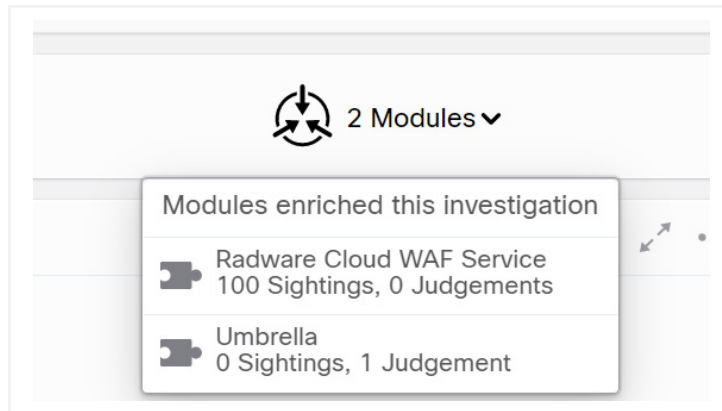 2 Modules
Modules enriched this investigation
Radware Cloud WAF Service
100 Sightings, 0 Judgements
Umbrella
0 Sightings, 1 Judgement